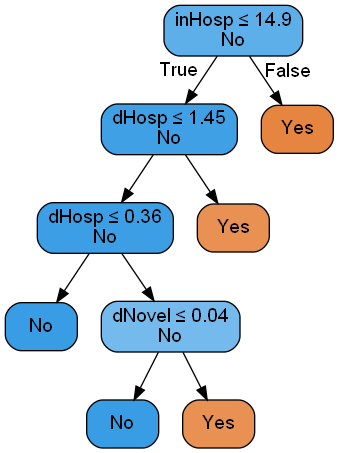 inHosp ≤ 14.9
No
True
False
dHosp ≤ 1.45
No
Yes
dHosp ≤ 0.36
No
Yes
No
dNovel ≤ 0.04
No
No
Yes